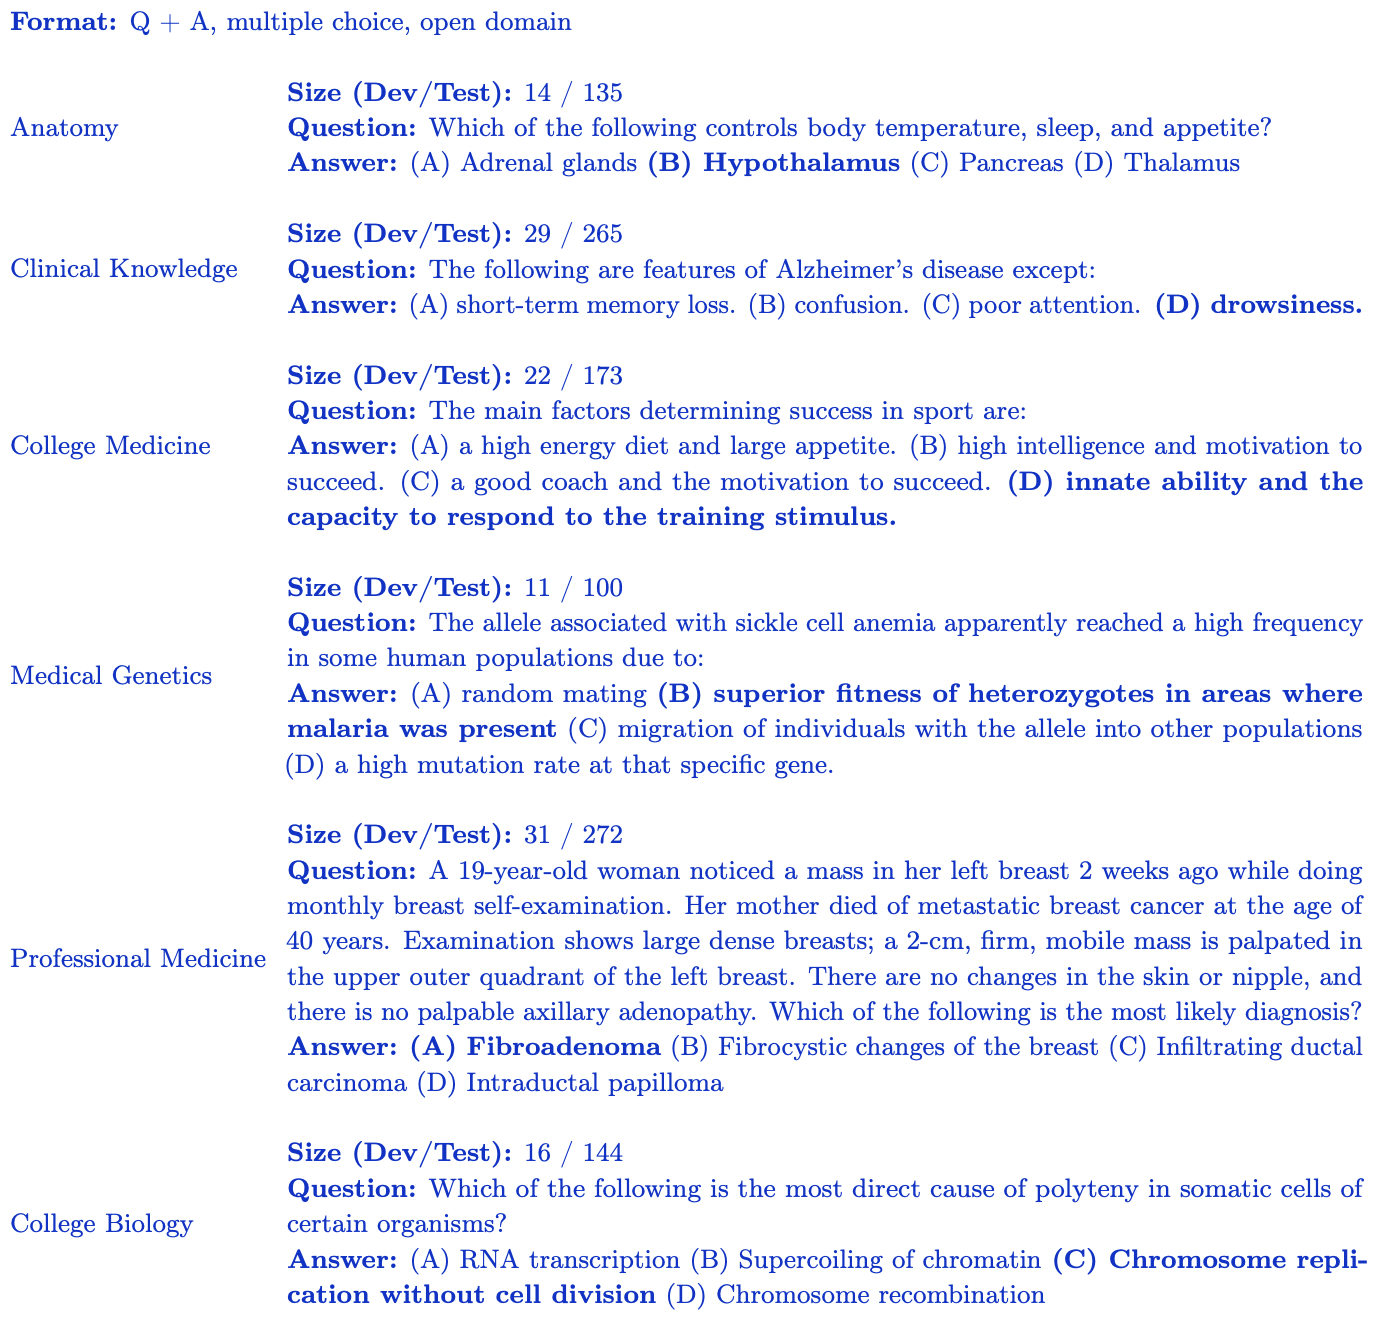 Format: Q + A, multiple choice, open domain
Anatomy
Size (Dev/Test): 14 / 135
Question: Which of the following controls body temperature, sleep, and appetite?
Answer: (A) Adrenal glands (B) Hypothalamus (C) Pancreas (D) Thalamus
Clinical Knowledge
Size (Dev/Test): 29 / 265
Question: The following are features of Alzheimer's disease except:
Answer: (A) short-term memory loss. (B) confusion. (C) poor attention. (D) drowsiness.
College Medicine
Size (Dev/Test): 22 / 173
Question: The main factors determining success in sport are:
Answer: (A) a high energy diet and large appetite. (B) high intelligence and motivation to
succeed. (C) a good coach and the motivation to succeed. (D) innate ability and the
capacity to respond to the training stimulus.
Medical Genetics
Size (Dev/Test): 11 / 100
Question: The allele associated with sickle cell anemia apparently reached a high frequency
in some human populations due to:
Answer: (A) random mating (B) superior fitness of heterozygotes in areas where
malaria was present (C) migration of individuals with the allele into other populations
(D) a high mutation rate at that specific gene.
Professional Medicine
Size (Dev/Test): 31 / 272
Question: A 19-year-old woman noticed a mass in her left breast 2 weeks ago while doing
monthly breast self-examination. Her mother died of metastatic breast cancer at the age of
40 years. Examination shows large dense breasts; a 2-cm, firm, mobile mass is palpated in
the upper outer quadrant of the left breast. There are no changes in the skin or nipple, and
there is no palpable axillary adenopathy. Which of the following is the most likely diagnosis?
Answer: (A) Fibroadenoma (B) Fibrocystic changes of the breast (C) Infiltrating ductal
carcinoma (D) Intraductal papilloma
College Biology
Size (Dev/Test): 16 / 144
Question: Which of the following is the most direct cause of polyteny in somatic cells of
certain organisms?
Answer: (A) RNA transcription (B) Supercoiling of chromatin (C) Chromosome repli-
cation without cell division (D) Chromosome recombination